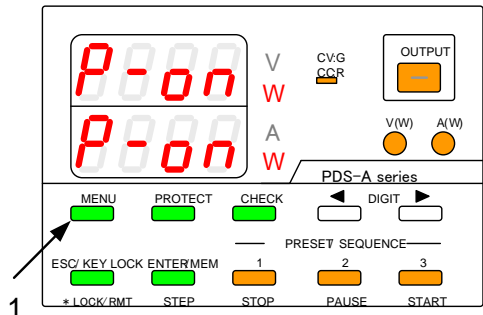 P-on V CV:G OUTPUT
W CC:R
P-on A V(W) A(W)
W
PDS-A series
MENU PROTECT CHECK ◀ DIGIT ▶
PRESET/ SEQUENCE
ESC/ KEY LOCK ENTER/MEM 1 2 3
1 * LOCK/RMT STEP STOP PAUSE START